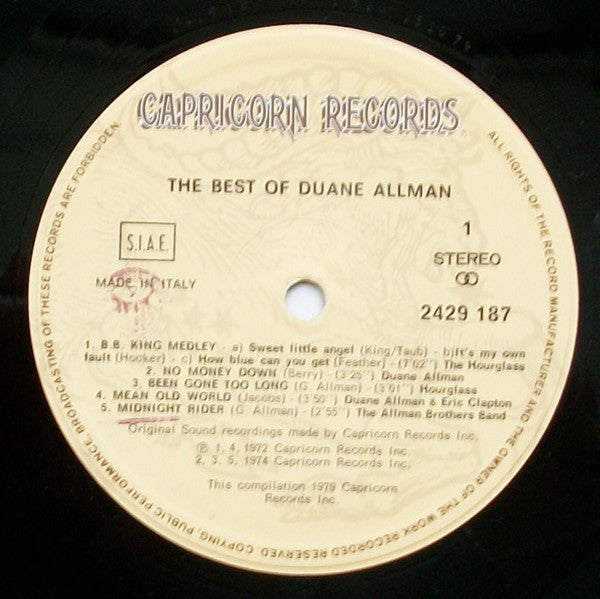 CAPRICORN RECORDS
THE BEST OF DUANE ALLMAN
S.I.A.E.
MADE IN ITALY
1
STEREO
2429 187
1. B.B. KING MEDLEY - a) Sweet little angel (King/Taub) - b)It's my own
fault (Hooker) - c) How blue can you get (Feather) - (7'02'') The Hourglass
2. NO MONEY DOWN (Berry) - (3'25'') Duane Allman
3. BEEN GONE TOO LONG (G. Allman) - (3'01'') Hourglass
4. MEAN OLD WORLD (Jacobs) - (3'50'') Duane Allman & Eric Clapton
5. MIDNIGHT RIDER (G. Allman) - (2'55'') The Allman Brothers Band
Original Sound recordings made by Capricorn Records Inc.
℗ 1, 4, 1972 Capricorn Records Inc.
2, 3, 5, 1974 Capricorn Records Inc.
This compilation 1979 Capricorn
Records Inc.
ALL RIGHTS OF THE RECORD MANUFACTURER AND THE OWNER OF THE WORK RECORDED RESERVED COPYING, PUBLIC PERFORMANCE, BROADCASTING OF THESE RECORDS ARE FORBIDDEN